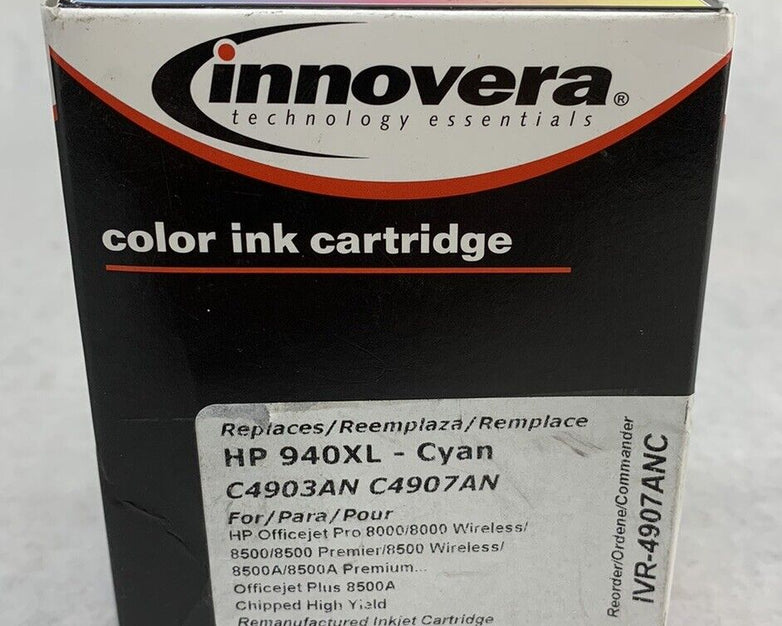 innovera®
technology essentials
color ink cartridge
Replaces/Reemplaza/Remplace
HP 940XL - Cyan
C4903AN C4907AN
For/Para/Pour
HP Officejet Pro 8000/8000 Wireless/
8500/8500 Premier/8500 Wireless/
8500A/8500A Premium...
Officejet Plus 8500A
Chipped High Yield
Remanufactured Inkjet Cartridge
Reorder/Ordene/Commander
IVR-4907ANC